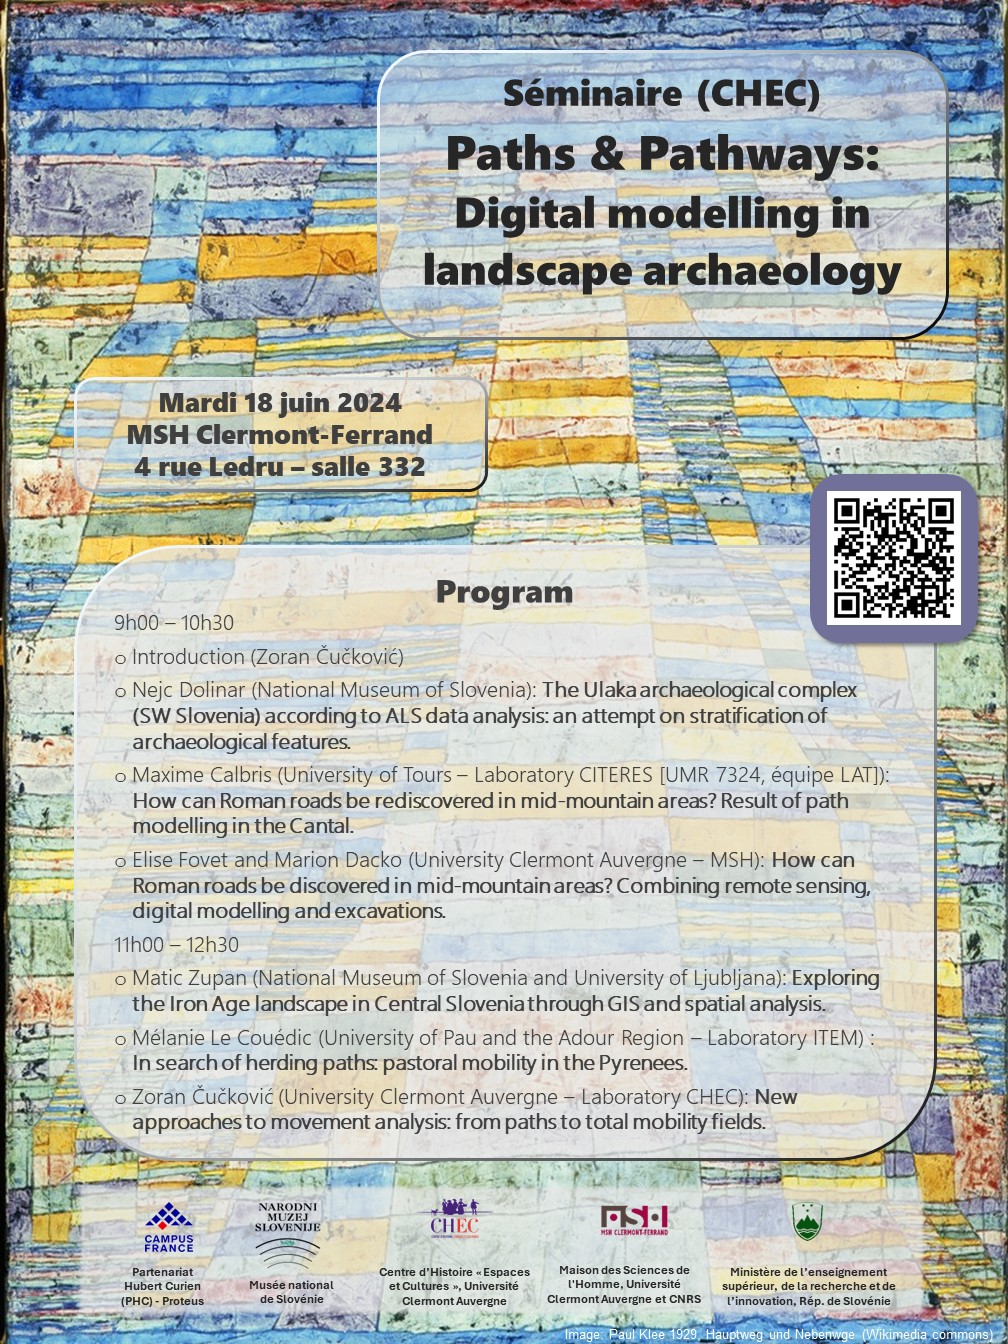 Séminaire (CHEC)
Paths & Pathways:
Digital modelling in
landscape archaeology
Mardi 18 juin 2024
MSH Clermont-Ferrand
4 rue Ledru – salle 332
Program
9h00 – 10h30
o Introduction (Zoran Čučković)
o Nejc Dolinar (National Museum of Slovenia): The Ulaka archaeological complex
(SW Slovenia) according to ALS data analysis: an attempt on stratification of
archaeological features.
o Maxime Calbris (University of Tours – Laboratory CITERES [UMR 7324, équipe LAT]):
How can Roman roads be rediscovered in mid-mountain areas? Result of path
modelling in the Cantal.
o Elise Fovet and Marion Dacko (University Clermont Auvergne – MSH): How can
Roman roads be discovered in mid-mountain areas? Combining remote sensing,
digital modelling and excavations.
11h00 – 12h30
o Matic Zupan (National Museum of Slovenia and University of Ljubljana): Exploring
the Iron Age landscape in Central Slovenia through GIS and spatial analysis.
o Mélanie Le Couédic (University of Pau and the Adour Region – Laboratory ITEM) :
In search of herding paths: pastoral mobility in the Pyrenees.
o Zoran Čučković (University Clermont Auvergne – Laboratory CHEC): New
approaches to movement analysis: from paths to total mobility fields.
CAMPUS
FRANCE
Partenariat
Hubert Curien
(PHC) - Proteus
NARODNI
MUZEJ
SLOVENIJE
Musée national
de Slovénie
CHEC
Centre d'Histoire « Espaces
et Cultures », Université
Clermont Auvergne
MSH
MSH CLERMONT-FERRAND
Maison des Sciences de
l'Homme, Université
Clermont Auvergne et CNRS
Ministère de l'enseignement
supérieur, de la recherche et de
l'innovation, Rép. de Slovénie
Image: Paul Klee 1929, Hauptweg und Nebenwge (Wikimedia commons)